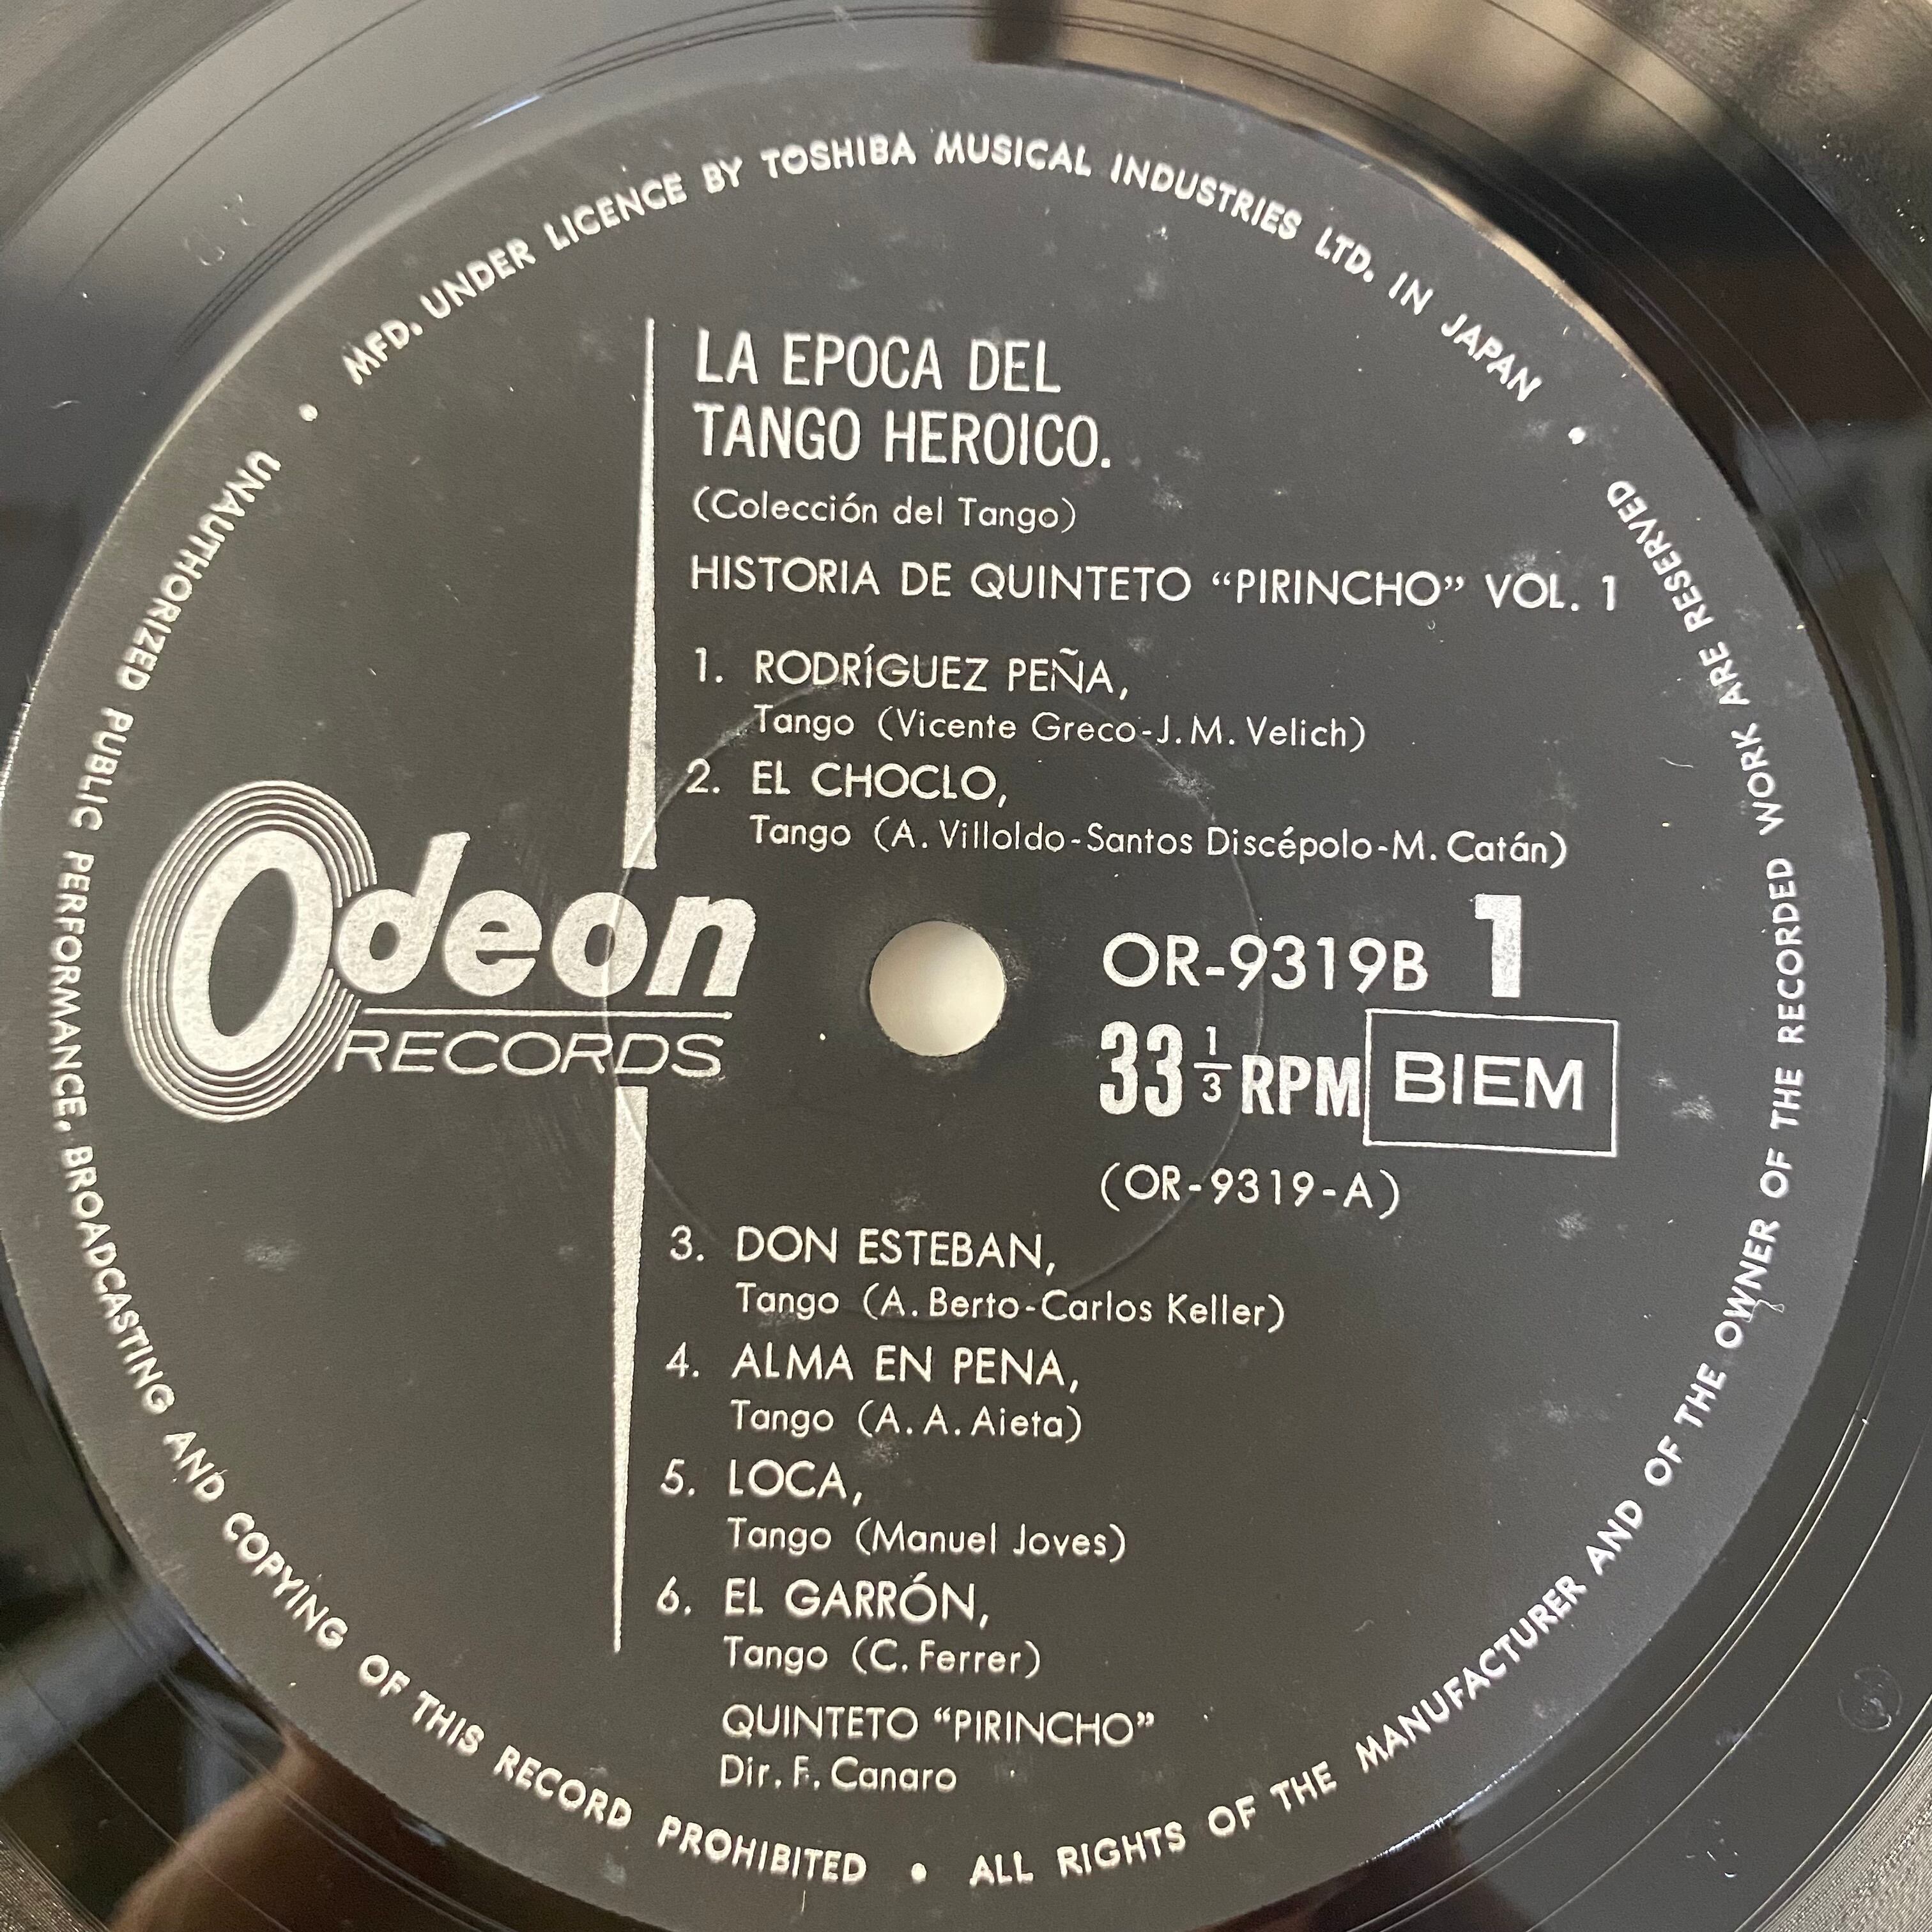 MFD. UNDER LICENCE BY TOSHIBA MUSICAL INDUSTRIES LTD. IN JAPAN •
LA EPOCA DEL
TANGO HEROICO.
(Colección del Tango)
HISTORIA DE QUINTETO “PIRINCHO” VOL. 1
1. RODRÍGUEZ PEÑA,
Tango (Vicente Greco-J. M. Velich)
2. EL CHOCLO,
Tango (A. Villoldo-Santos Discépolo-M. Catán)
Odeon
RECORDS
OR-9319B 1
33 1/3 RPM BIEM
(OR-9319-A)
3. DON ESTEBAN,
Tango (A. Berto-Carlos Keller)
4. ALMA EN PENA,
Tango (A. A. Aieta)
5. LOCA,
Tango (Manuel Joves)
6. EL GARRÓN,
Tango (C. Ferrer)
QUINTETO “PIRINCHO”
Dir. F. Canaro
UNAUTHORIZED PUBLIC PERFORMANCE, BROADCASTING AND COPYING OF THIS RECORD PROHIBITED • ALL RIGHTS OF THE MANUFACTURER AND OF THE OWNER OF THE RECORDED WORK ARE RESERVED •